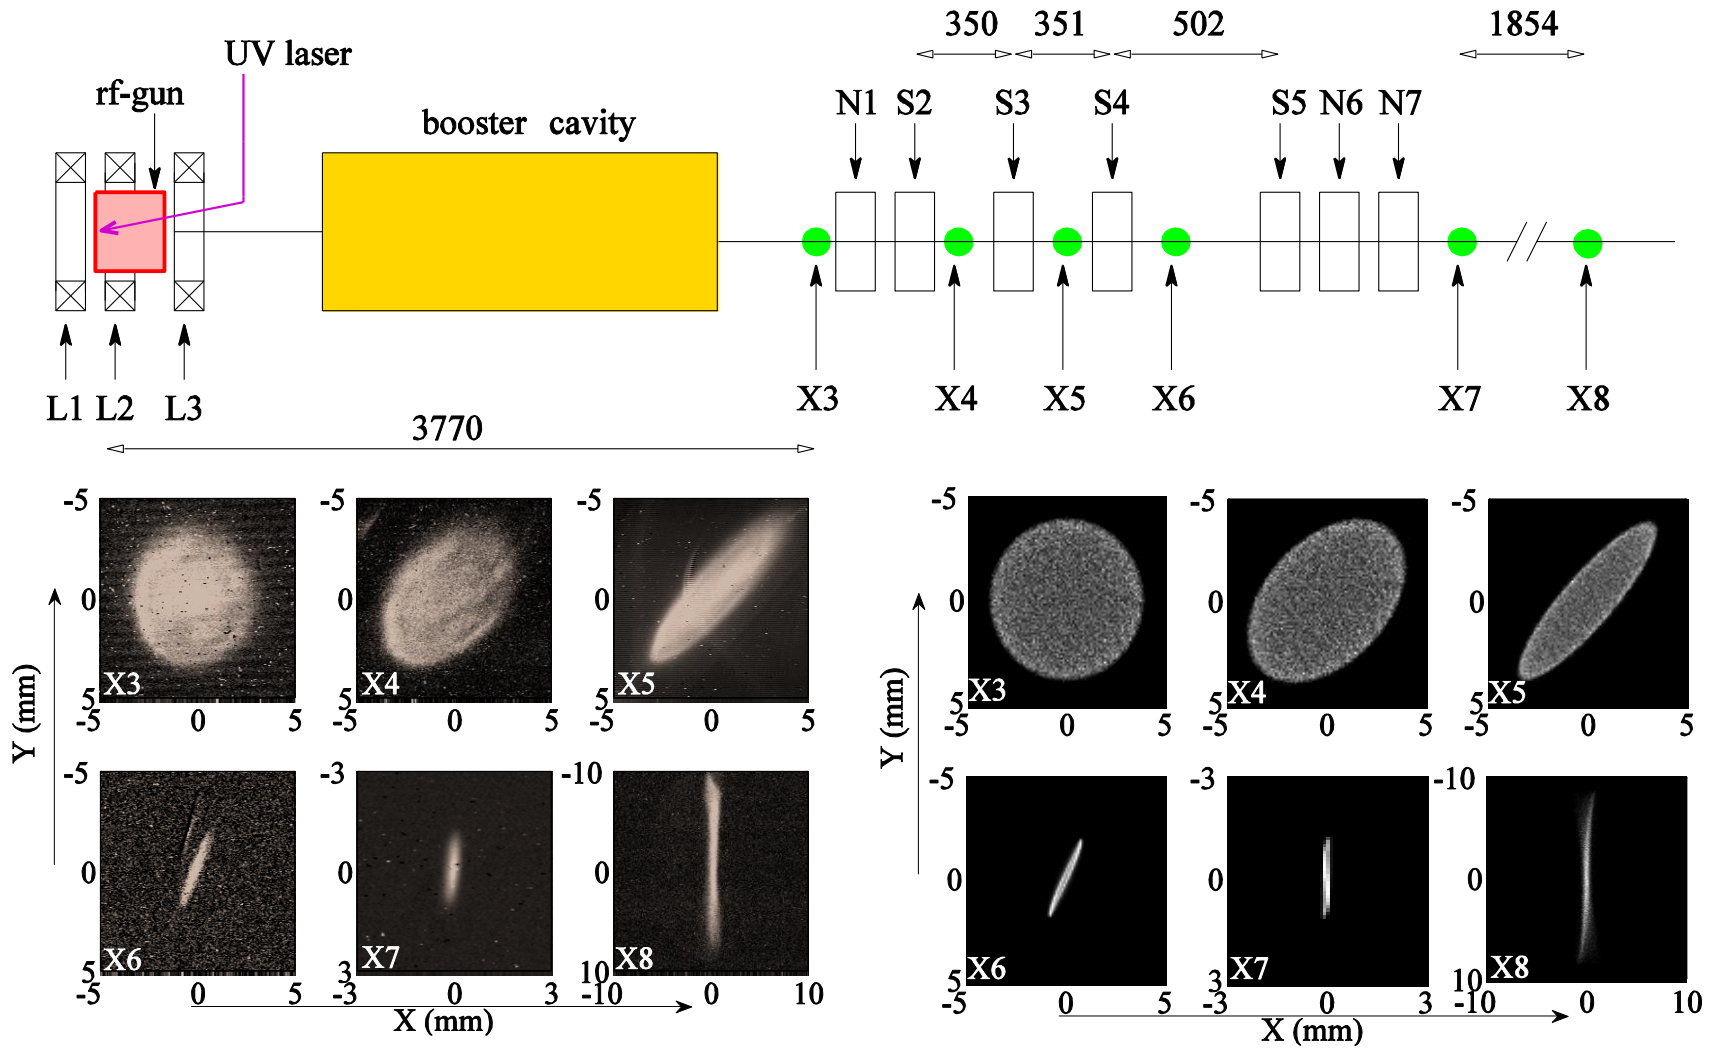 350 351 502 1854
UV laser
rf-gun
booster cavity
N1 S2 S3 S4 S5 N6 N7
L1 L2 L3
X3 X4 X5 X6 X7 X8
3770
-5 -5 -5
0 0 0
X3 X4 X5
5 5 5
-5 0 5 -5 0 5 -5 0 5
-5 -3 -10
0 0 0
X6 X7 X8
5 3 10
-5 0 5 -3 0 3 -10 0 10
Y (mm)
X (mm)
-5 -5 -5
0 0 0
X3 X4 X5
5 5 5
-5 0 5 -5 0 5 -5 0 5
-5 -3 -10
0 0 0
X6 X7 X8
5 3 10
-5 0 5 -3 0 3 -10 0 10
Y (mm)
X (mm)